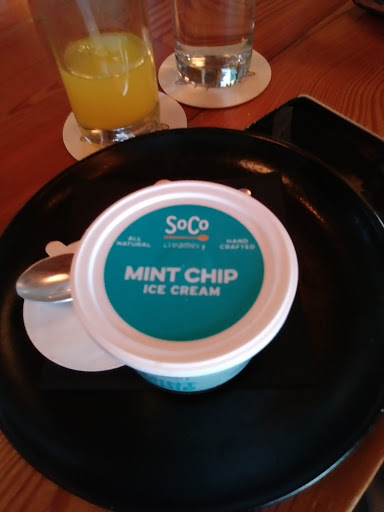 SoCo
creamery
ALL NATURAL
HAND CRAFTED
MINT CHIP
ICE CREAM